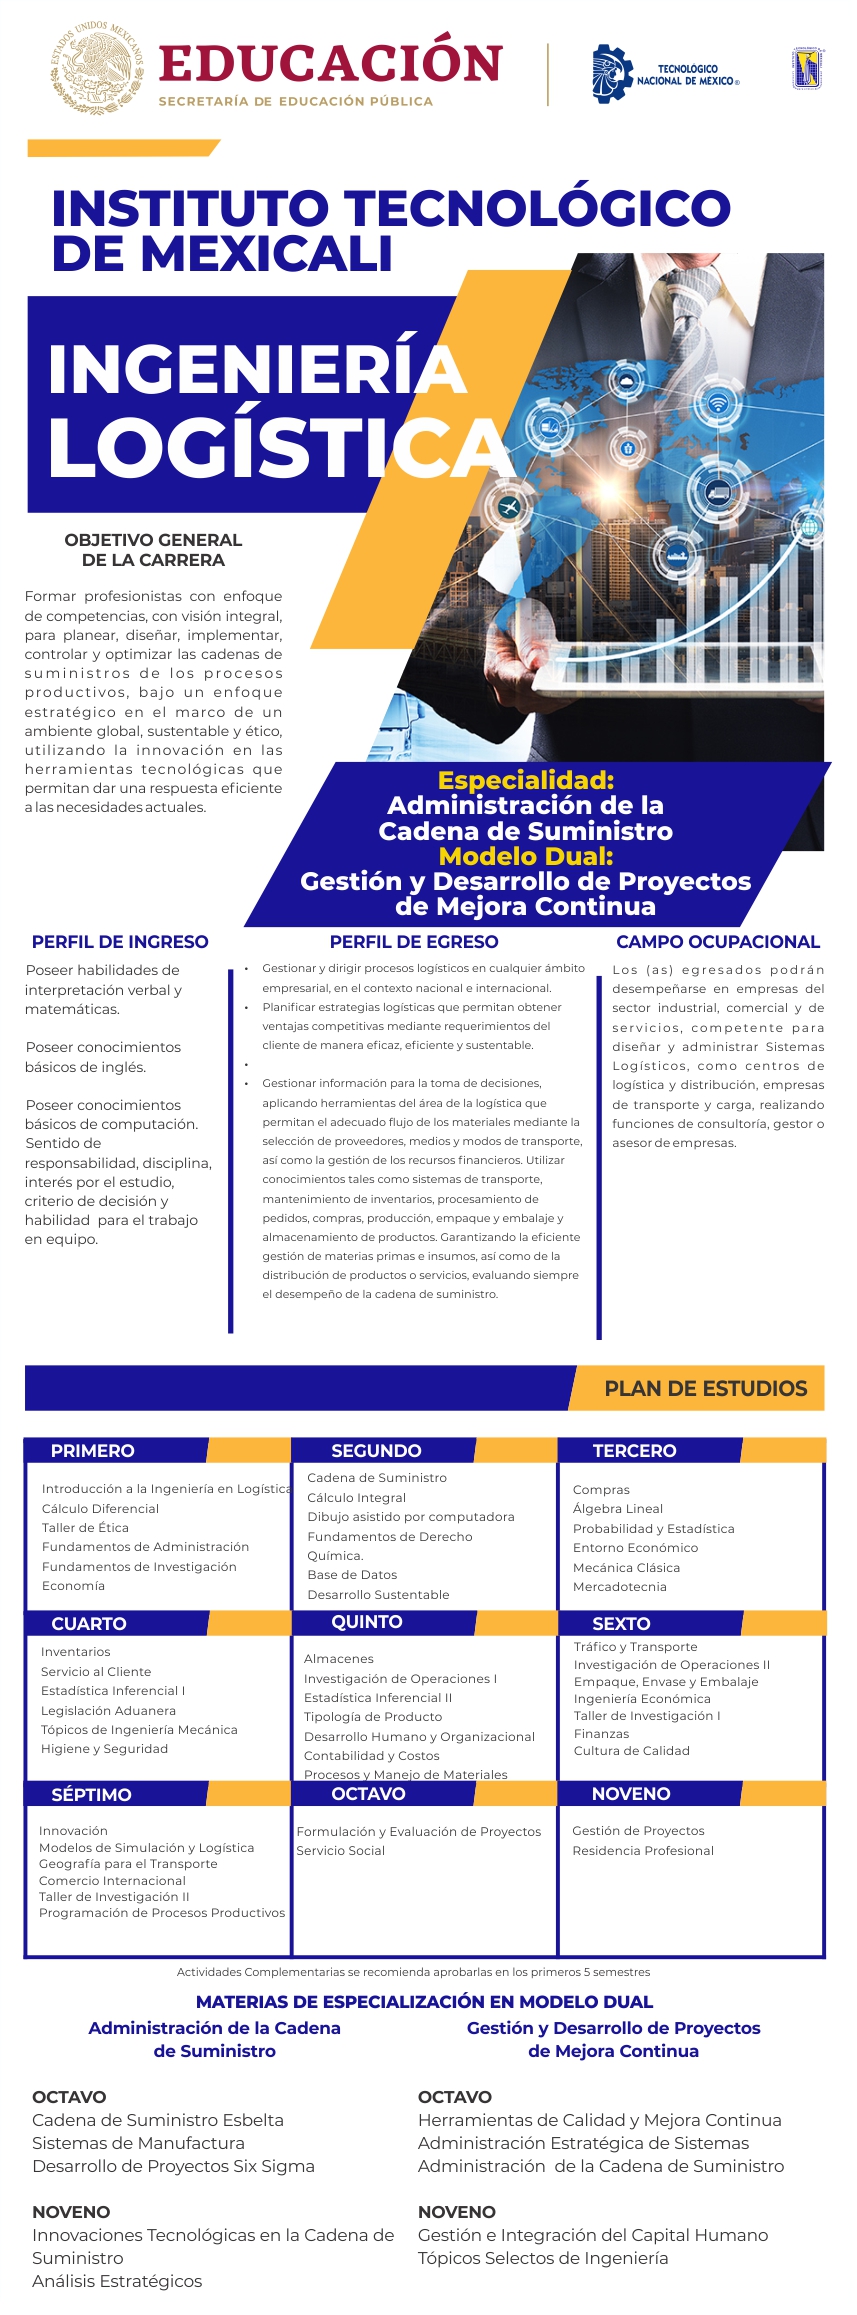 ESTADOS UNIDOS MEXICANOS
EDUCACIÓN
SECRETARÍA DE EDUCACIÓN PÚBLICA
TECNOLÓGICO
NACIONAL DE MÉXICO®
INSTITUTO TECNOLÓGICO
DE MEXICALI
INGENIERÍA
LOGÍSTICA
OBJETIVO GENERAL
DE LA CARRERA
Formar profesionistas con enfoque
de competencias, con visión integral,
para planear, diseñar, implementar,
controlar y optimizar las cadenas de
suministros de los procesos
productivos, bajo un enfoque
estratégico en el marco de un
ambiente global, sustentable y ético,
utilizando la innovación en las
herramientas tecnológicas que
permitan dar una respuesta eficiente
a las necesidades actuales.
Especialidad:
Administración de la
Cadena de Suministro
Modelo Dual:
Gestión y Desarrollo de Proyectos
de Mejora Continua
PERFIL DE INGRESO
Poseer habilidades de
interpretación verbal y
matemáticas.
Poseer conocimientos
básicos de inglés.
Poseer conocimientos
básicos de computación.
Sentido de
responsabilidad, disciplina,
interés por el estudio,
criterio de decisión y
habilidad para el trabajo
en equipo.
PERFIL DE EGRESO
• Gestionar y dirigir procesos logísticos en cualquier ámbito
empresarial, en el contexto nacional e internacional.
• Planificar estrategias logísticas que permitan obtener
ventajas competitivas mediante requerimientos del
cliente de manera eficaz, eficiente y sustentable.
•
• Gestionar información para la toma de decisiones,
aplicando herramientas del área de la logística que
permitan el adecuado flujo de los materiales mediante la
selección de proveedores, medios y modos de transporte,
así como la gestión de los recursos financieros. Utilizar
conocimientos tales como sistemas de transporte,
mantenimiento de inventarios, procesamiento de
pedidos, compras, producción, empaque y embalaje y
almacenamiento de productos. Garantizando la eficiente
gestión de materias primas e insumos, así como de la
distribución de productos o servicios, evaluando siempre
el desempeño de la cadena de suministro.
CAMPO OCUPACIONAL
Los (as) egresados podrán
desempeñarse en empresas del
sector industrial, comercial y de
servicios, competente para
diseñar y administrar Sistemas
Logísticos, como centros de
logística y distribución, empresas
de transporte y carga, realizando
funciones de consultoría, gestor o
asesor de empresas.
PLAN DE ESTUDIOS
PRIMERO
Introducción a la Ingeniería en Logística
Cálculo Diferencial
Taller de Ética
Fundamentos de Administración
Fundamentos de Investigación
Economía
SEGUNDO
Cadena de Suministro
Cálculo Integral
Dibujo asistido por computadora
Fundamentos de Derecho
Química.
Base de Datos
Desarrollo Sustentable
TERCERO
Compras
Álgebra Lineal
Probabilidad y Estadística
Entorno Económico
Mecánica Clásica
Mercadotecnia
CUARTO
Inventarios
Servicio al Cliente
Estadística Inferencial I
Legislación Aduanera
Tópicos de Ingeniería Mecánica
Higiene y Seguridad
QUINTO
Almacenes
Investigación de Operaciones I
Estadística Inferencial II
Tipología de Producto
Desarrollo Humano y Organizacional
Contabilidad y Costos
Procesos y Manejo de Materiales
SEXTO
Tráfico y Transporte
Investigación de Operaciones II
Empaque, Envase y Embalaje
Ingeniería Económica
Taller de Investigación I
Finanzas
Cultura de Calidad
SÉPTIMO
Innovación
Modelos de Simulación y Logística
Geografía para el Transporte
Comercio Internacional
Taller de Investigación II
Programación de Procesos Productivos
OCTAVO
Formulación y Evaluación de Proyectos
Servicio Social
NOVENO
Gestión de Proyectos
Residencia Profesional
Actividades Complementarias se recomienda aprobarlas en los primeros 5 semestres
MATERIAS DE ESPECIALIZACIÓN EN MODELO DUAL
Administración de la Cadena
de Suministro
OCTAVO
Cadena de Suministro Esbelta
Sistemas de Manufactura
Desarrollo de Proyectos Six Sigma
NOVENO
Innovaciones Tecnológicas en la Cadena de
Suministro
Análisis Estratégicos
Gestión y Desarrollo de Proyectos
de Mejora Continua
OCTAVO
Herramientas de Calidad y Mejora Continua
Administración Estratégica de Sistemas
Administración de la Cadena de Suministro
NOVENO
Gestión e Integración del Capital Humano
Tópicos Selectos de Ingeniería